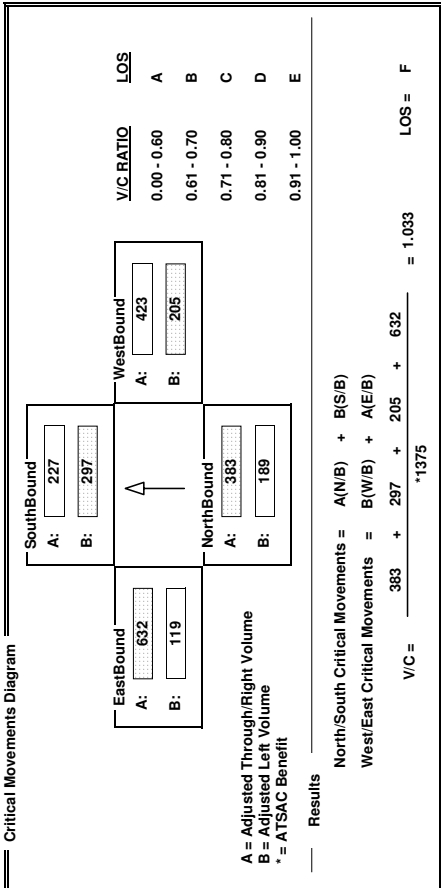 Critical Movements Diagram
SouthBound
A: 227
B: 297
EastBound
A: 632
B: 119
WestBound
A: 423
B: 205
NorthBound
A: 383
B: 189
V/C RATIO LOS
0.00 - 0.60 A
0.61 - 0.70 B
0.71 - 0.80 C
0.81 - 0.90 D
0.91 - 1.00 E
A = Adjusted Through/Right Volume
B = Adjusted Left Volume
* = ATSAC Benefit
Results
North/South Critical Movements = A(N/B) + B(S/B)
West/East Critical Movements = B(W/B) + A(E/B)
V/C = 383 + 297 + 205 + 632 = 1.033 LOS = F
*1375